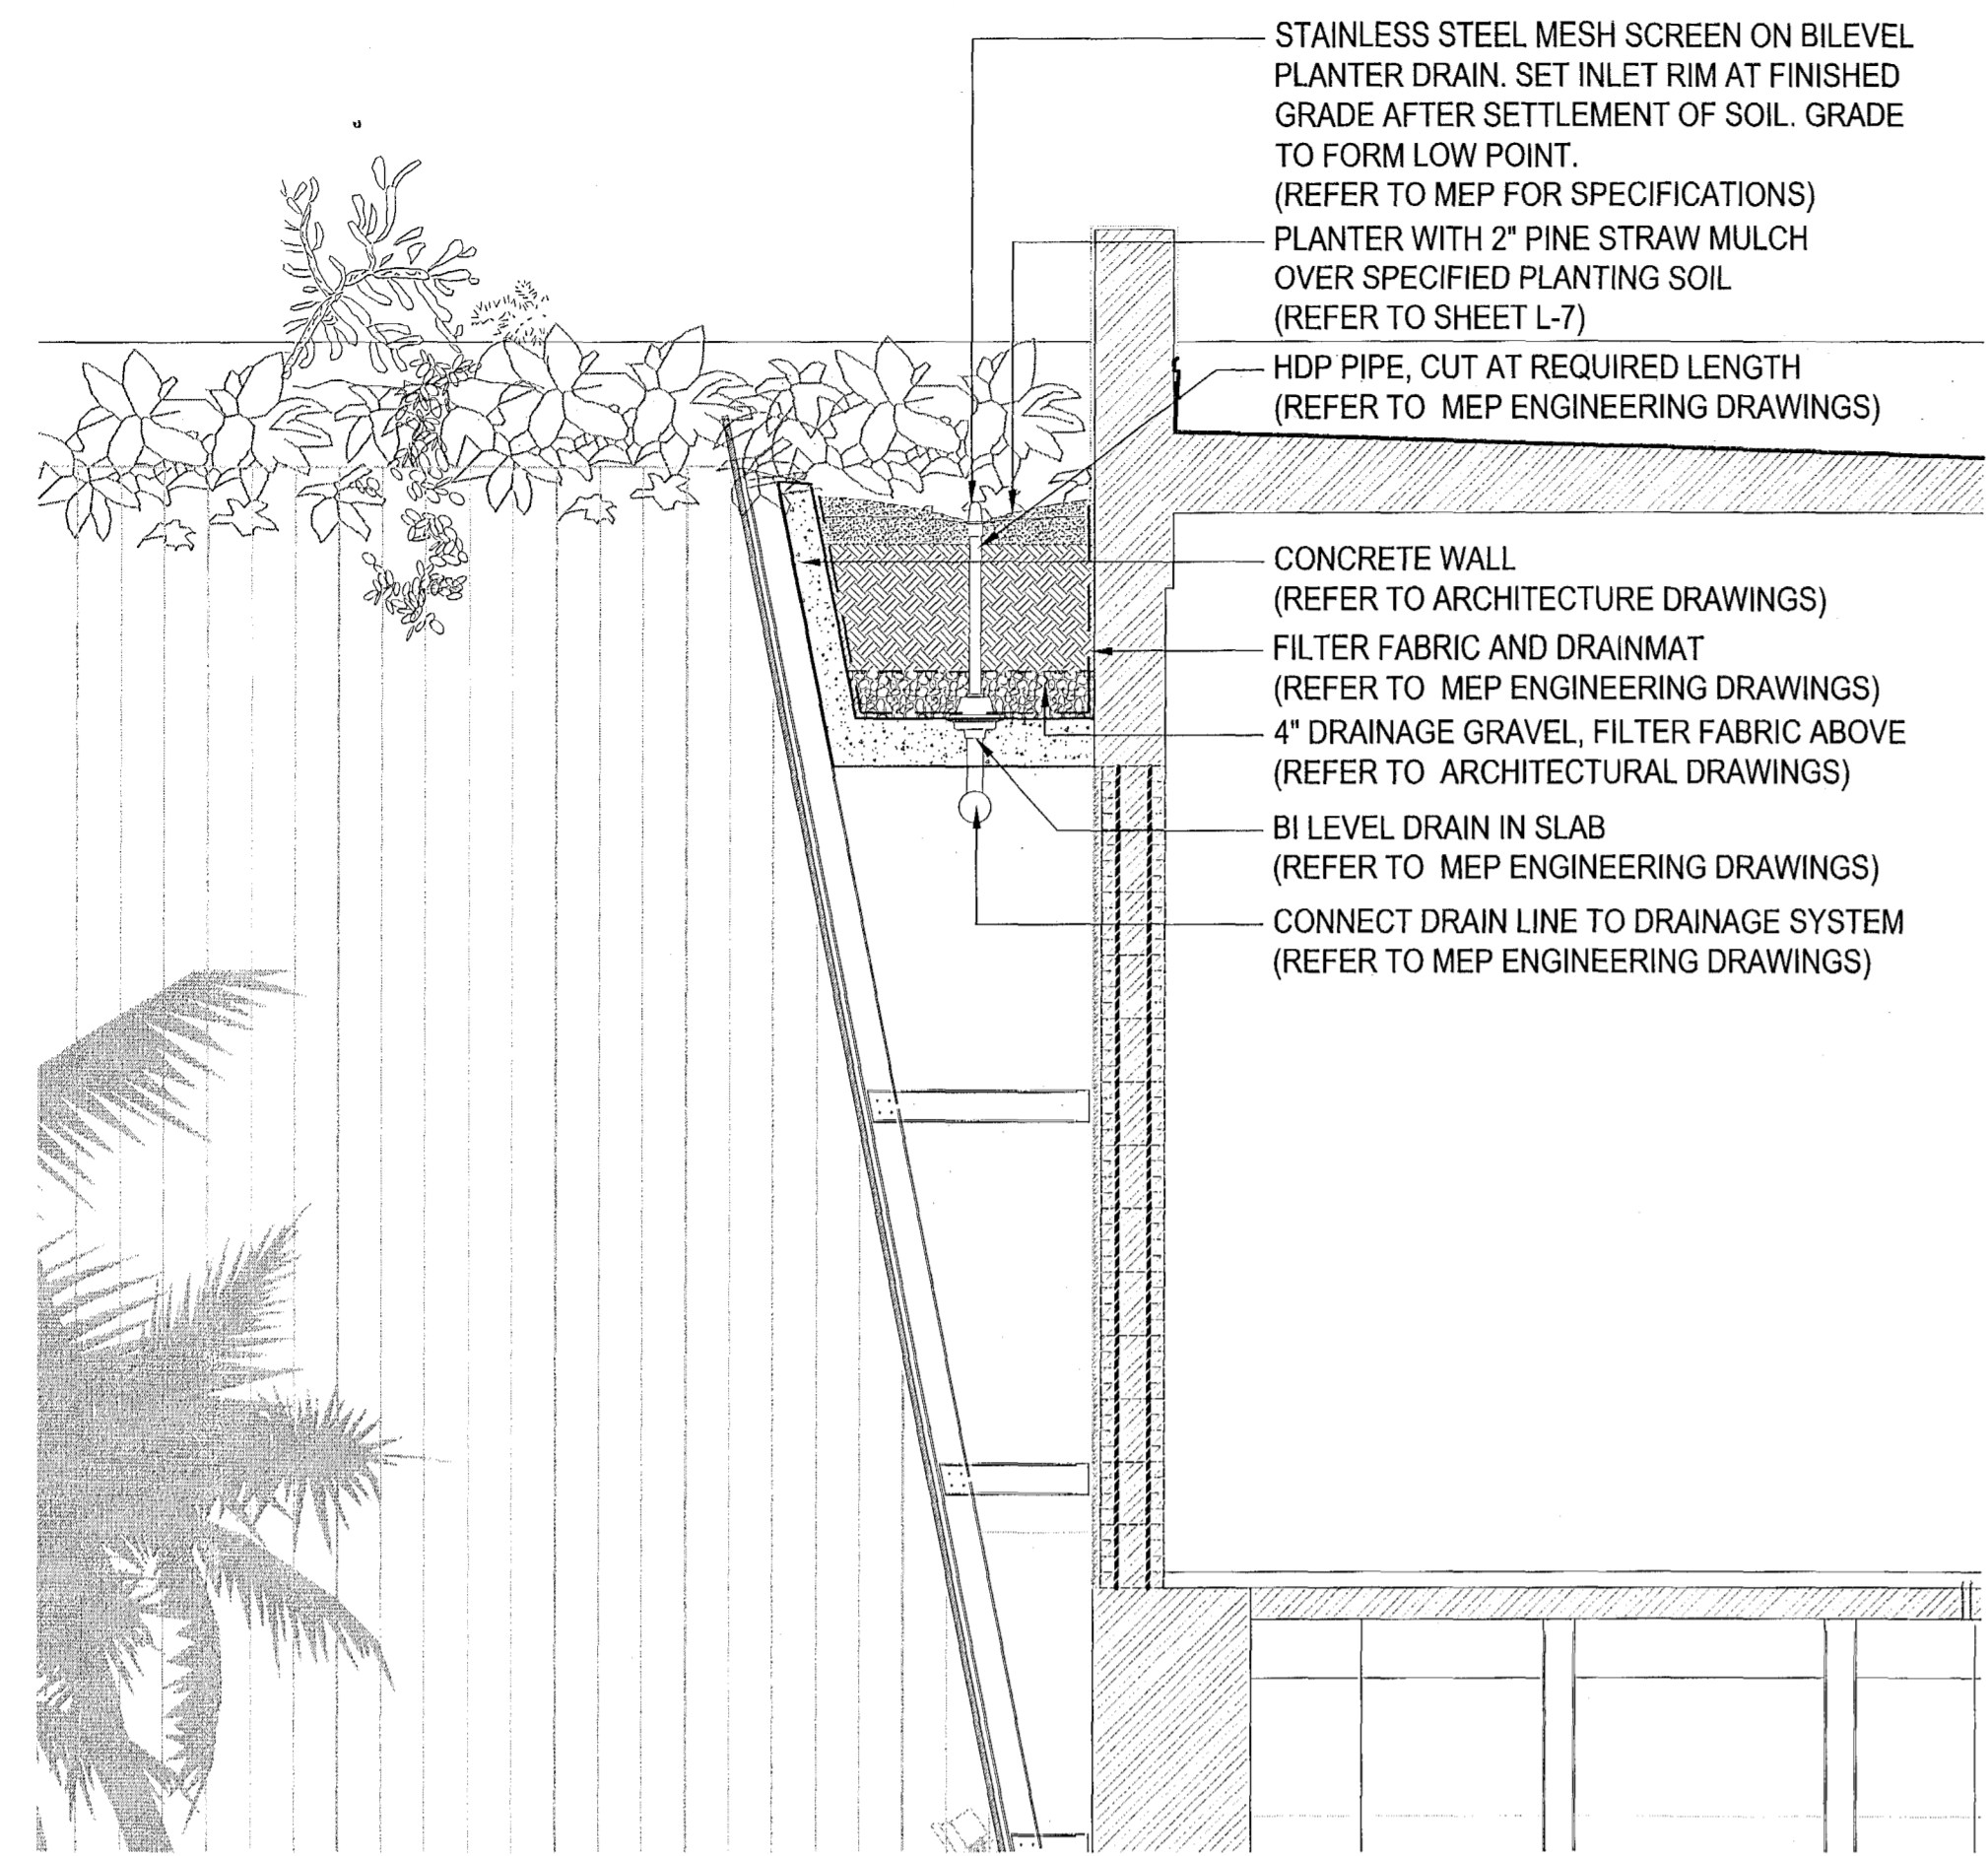 STAINLESS STEEL MESH SCREEN ON BILEVEL
PLANTER DRAIN. SET INLET RIM AT FINISHED
GRADE AFTER SETTLEMENT OF SOIL. GRADE
TO FORM LOW POINT.
(REFER TO MEP FOR SPECIFICATIONS)
PLANTER WITH 2" PINE STRAW MULCH
OVER SPECIFIED PLANTING SOIL
(REFER TO SHEET L-7)
HDP PIPE, CUT AT REQUIRED LENGTH
(REFER TO MEP ENGINEERING DRAWINGS)
CONCRETE WALL
(REFER TO ARCHITECTURE DRAWINGS)
FILTER FABRIC AND DRAINMAT
(REFER TO MEP ENGINEERING DRAWINGS)
4" DRAINAGE GRAVEL, FILTER FABRIC ABOVE
(REFER TO ARCHITECTURAL DRAWINGS)
BI LEVEL DRAIN IN SLAB
(REFER TO MEP ENGINEERING DRAWINGS)
CONNECT DRAIN LINE TO DRAINAGE SYSTEM
(REFER TO MEP ENGINEERING DRAWINGS)